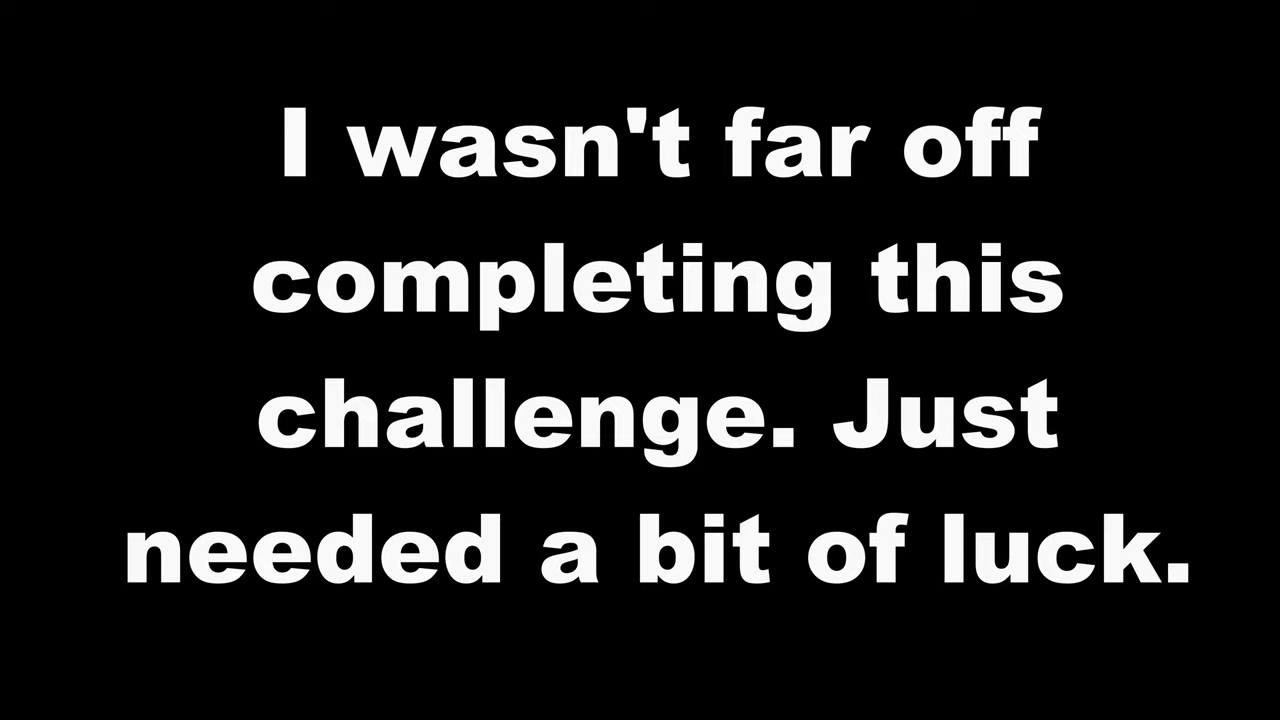 I wasn't far off
completing this
challenge. Just
needed a bit of luck.